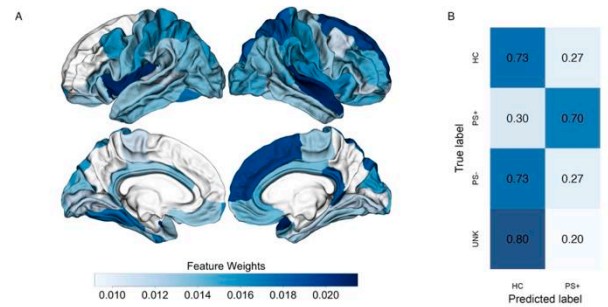 A
B
HC
0.73
0.27
PS+
0.30
0.70
PS-
0.73
0.27
UNK
0.80
0.20
True label
HC
PS+
Predicted label
Feature Weights
0.010
0.012
0.014
0.016
0.018
0.020